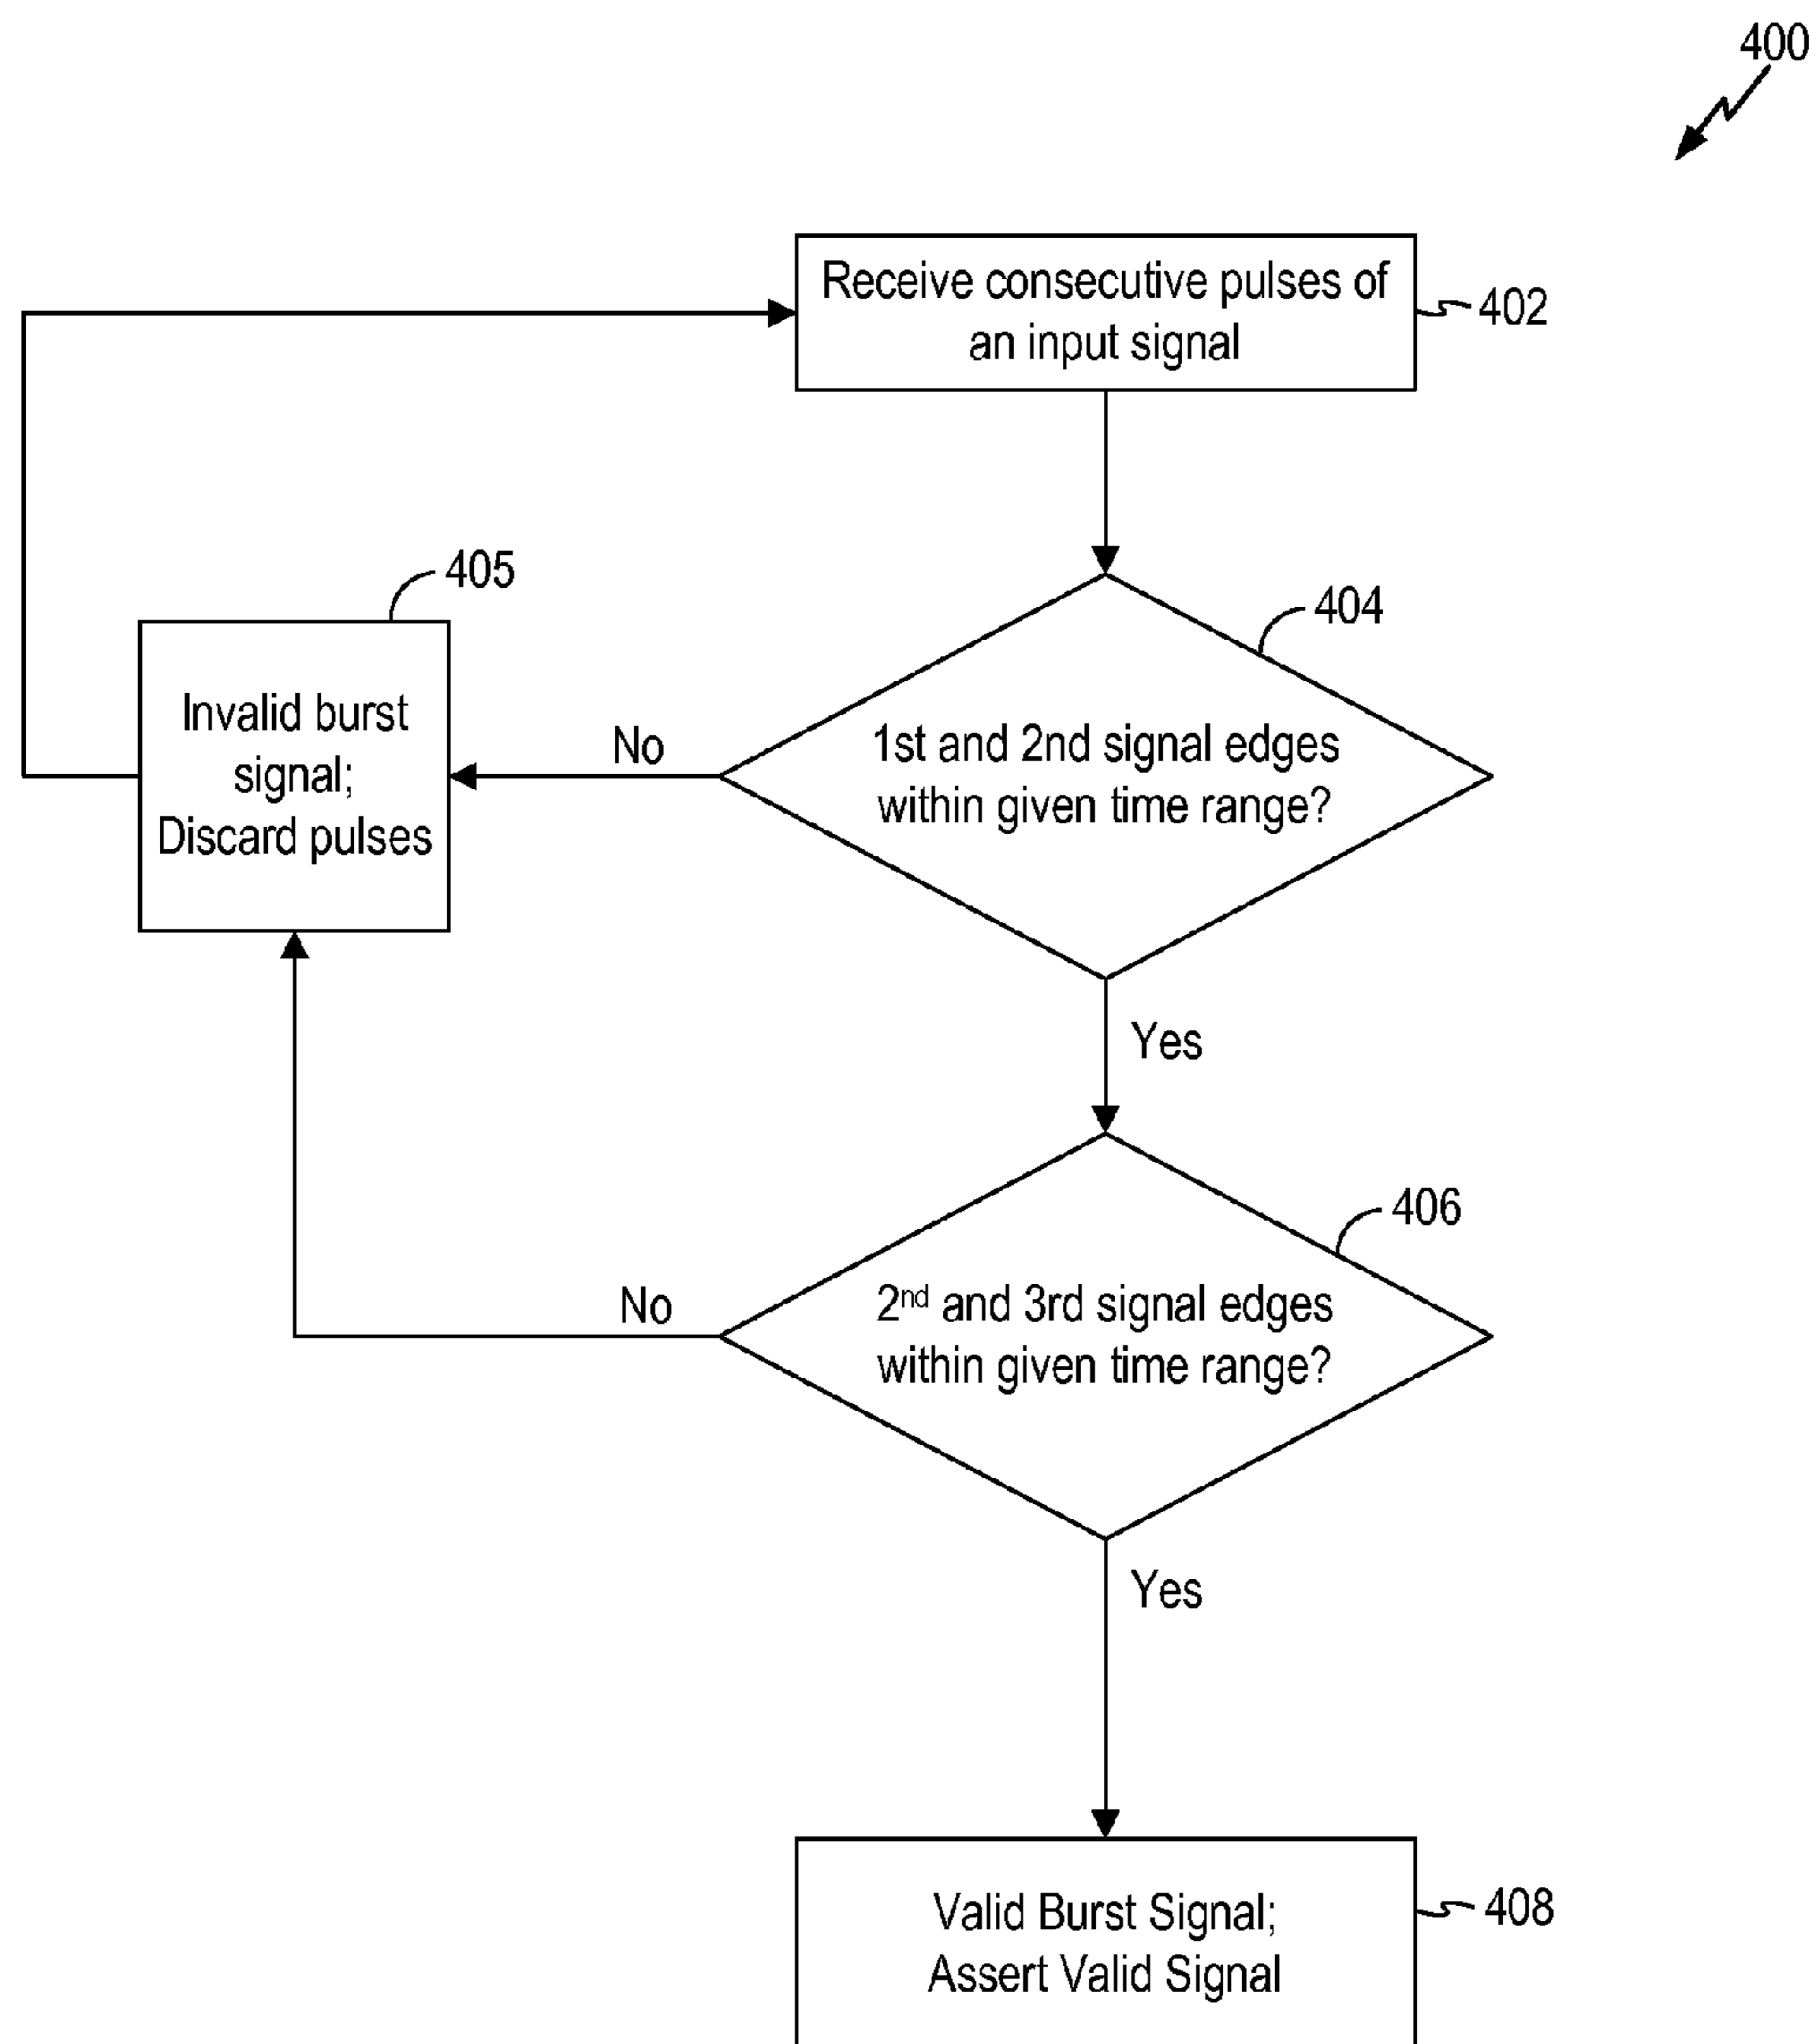 400
Receive consecutive pulses of
an input signal
402
405
404
Invalid burst
signal;
Discard pulses
No
1st and 2nd signal edges
within given time range?
Yes
406
No
2nd and 3rd signal edges
within given time range?
Yes
Valid Burst Signal;
Assert Valid Signal
408